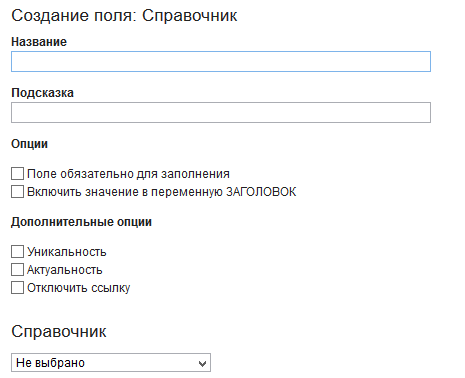 Создание поля: Справочник
Название
Подсказка
Опции
Поле обязательно для заполнения
Включить значение в переменную ЗАГОЛОВОК
Дополнительные опции
Уникальность
Актуальность
Отключить ссылку
Справочник
Не выбрано